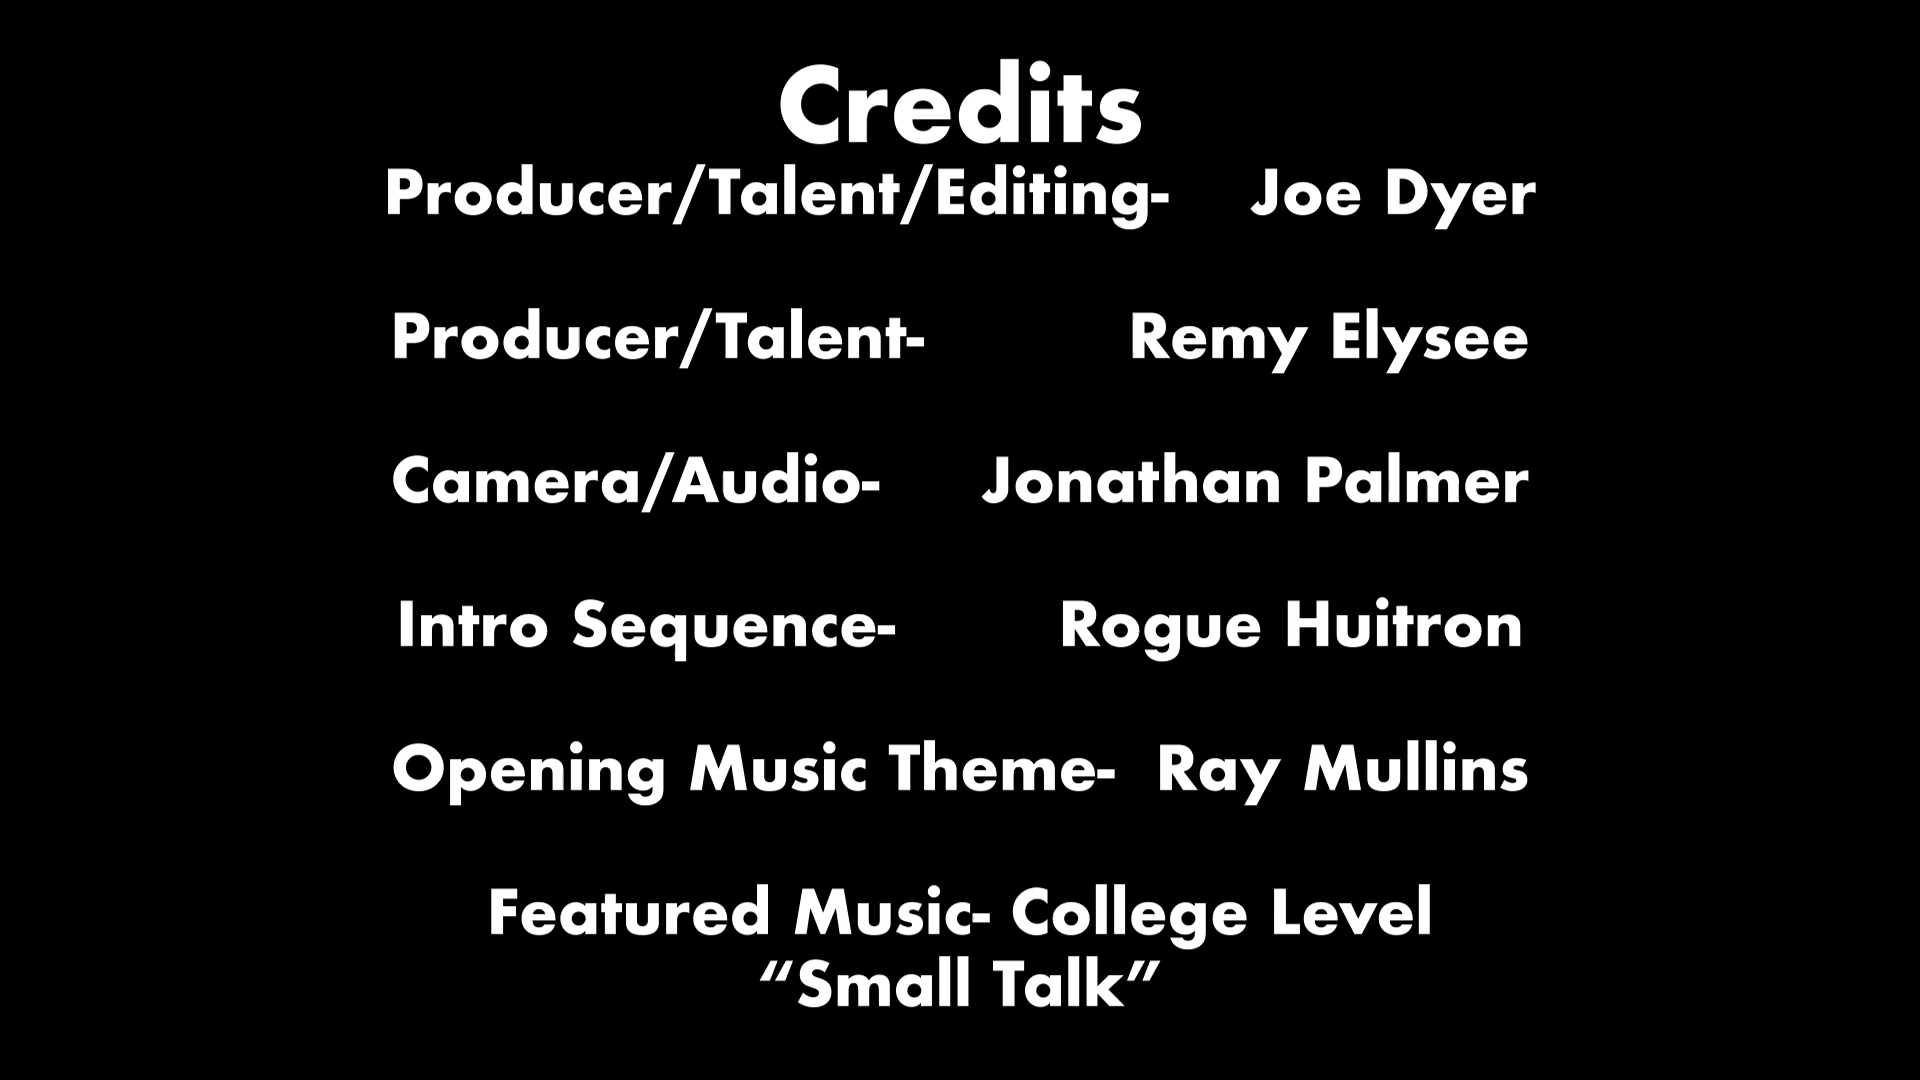 Credits
Producer/Talent/Editing- Joe Dyer
Producer/Talent- Remy Elysee
Camera/Audio- Jonathan Palmer
Intro Sequence- Rogue Huitron
Opening Music Theme- Ray Mullins
Featured Music- College Level
“Small Talk”